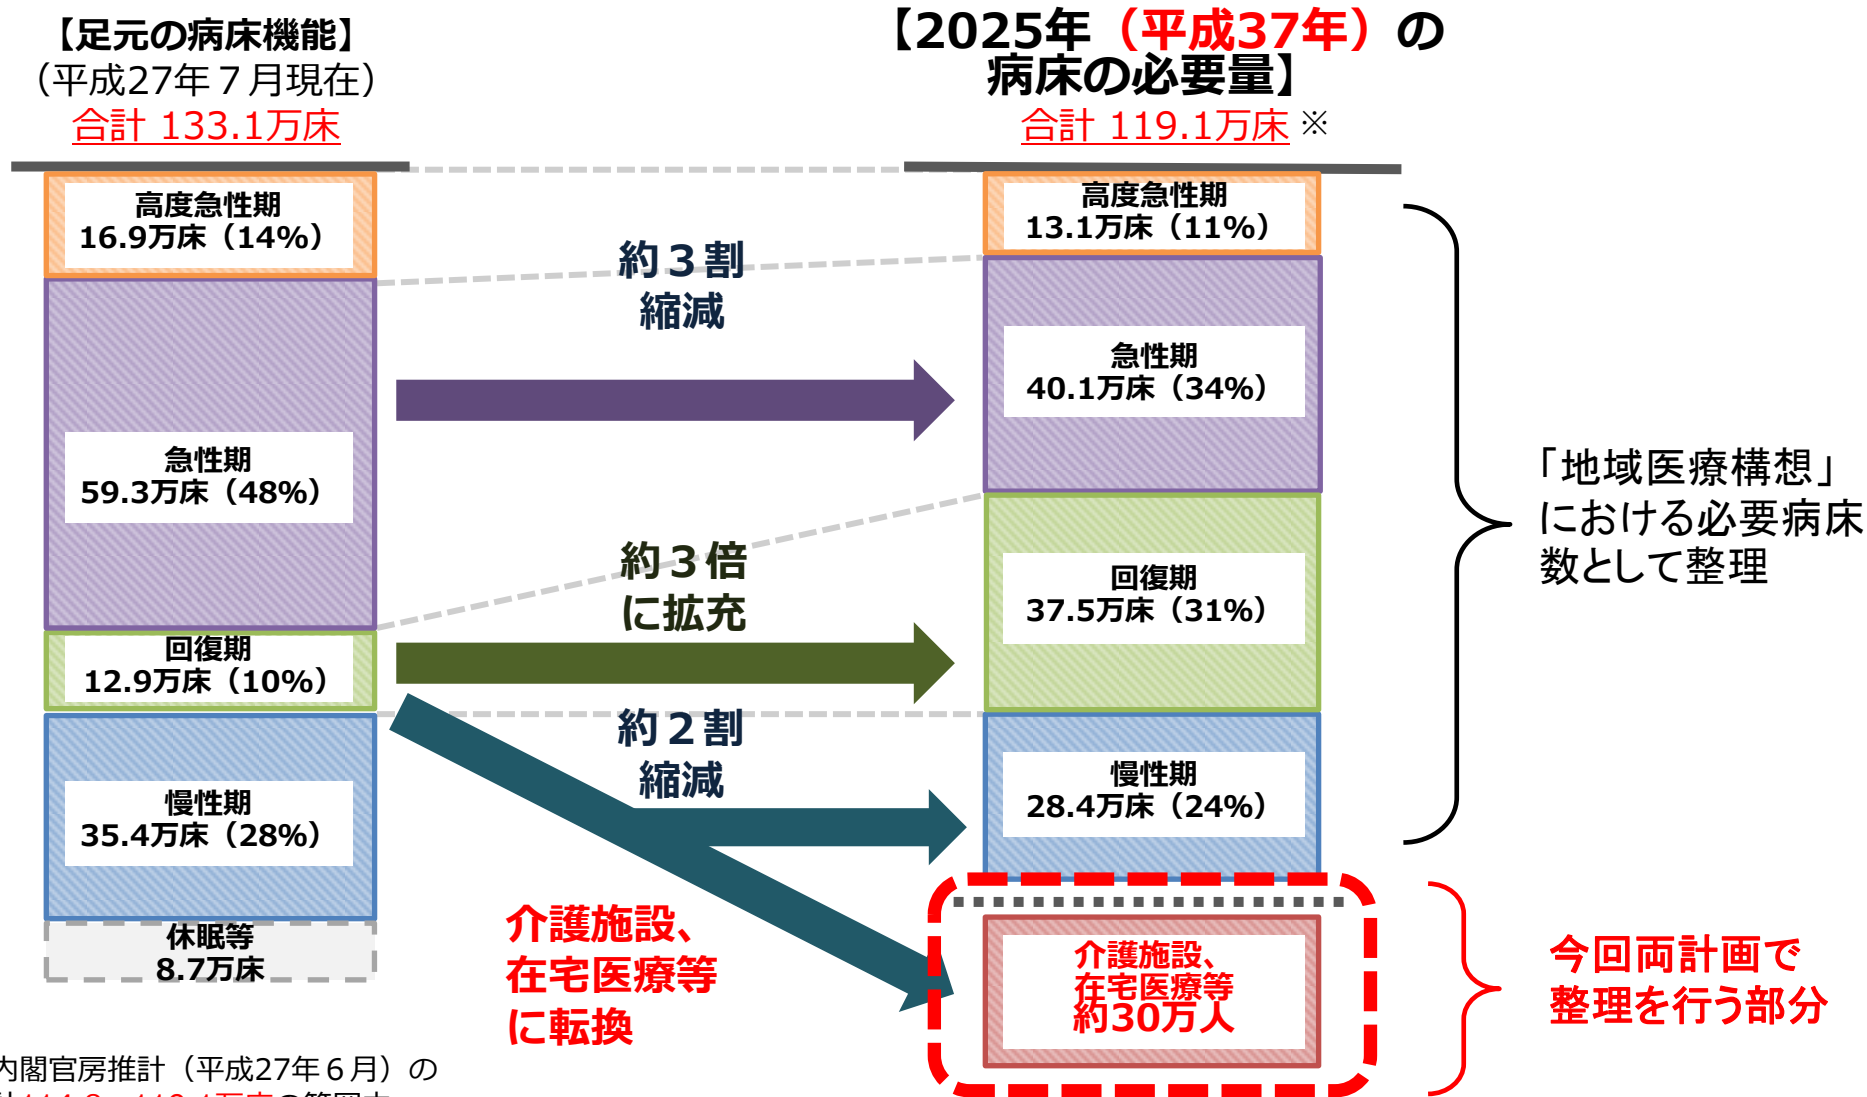 【足元の病床機能】
（平成27年７月現在）
合計 133.1万床
【2025年（平成37年）の
病床の必要量】
合計 119.1万床 ※
高度急性期
16.9万床（14%）
急性期
59.3万床（48%）
回復期
12.9万床（10%）
慢性期
35.4万床（28%）
休眠等
8.7万床
約３割
縮減
約３倍
に拡充
約２割
縮減
介護施設、
在宅医療等
に転換
高度急性期
13.1万床（11%）
急性期
40.1万床（34%）
回復期
37.5万床（31%）
慢性期
28.4万床（24%）
介護施設、
在宅医療等
約30万人
「地域医療構想」
における必要病床
数として整理
今回両計画で
整理を行う部分
内閣官房推計（平成27年６月）の